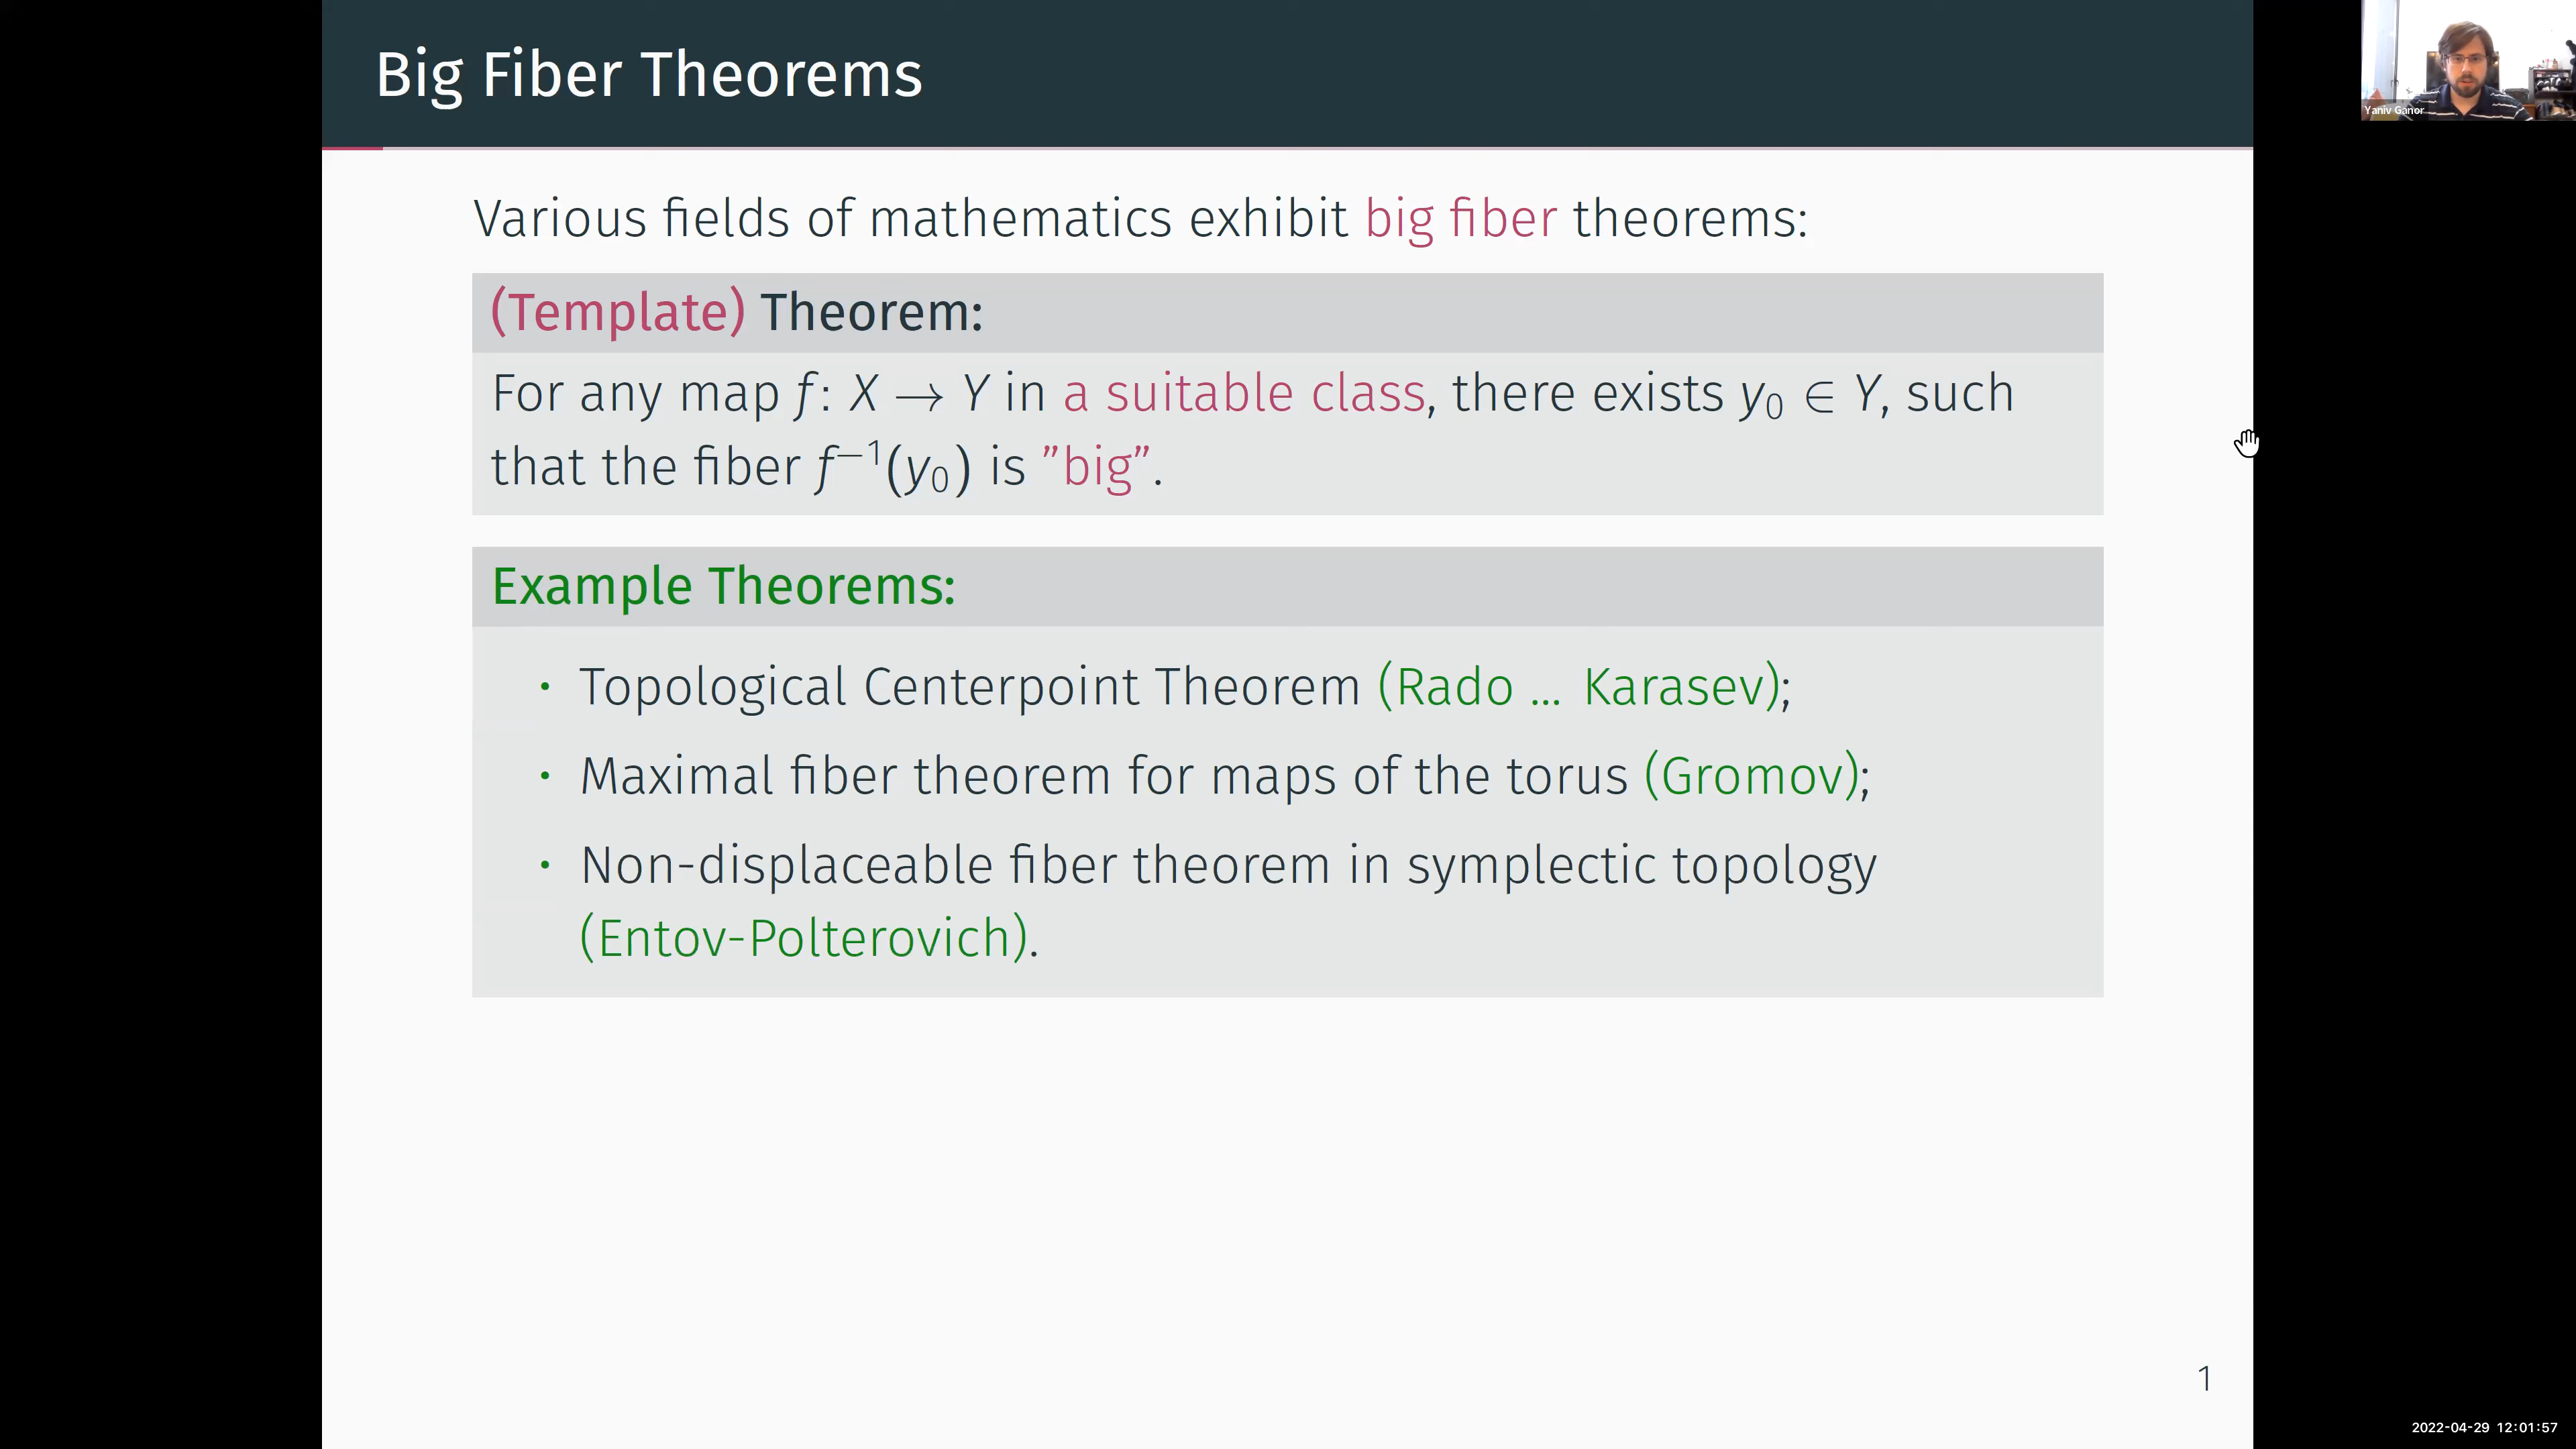 Big Fiber Theorems
Yaniv Ganor
Various fields of mathematics exhibit big fiber theorems:
(Template) Theorem:
For any map f: X → Y in a suitable class, there exists y₀ ∈ Y, such
that the fiber f⁻¹(y₀) is ”big”.
Example Theorems:
• Topological Centerpoint Theorem (Rado ... Karasev);
• Maximal fiber theorem for maps of the torus (Gromov);
• Non-displaceable fiber theorem in symplectic topology
(Entov-Polterovich).
1
2022-04-29 12:01:57